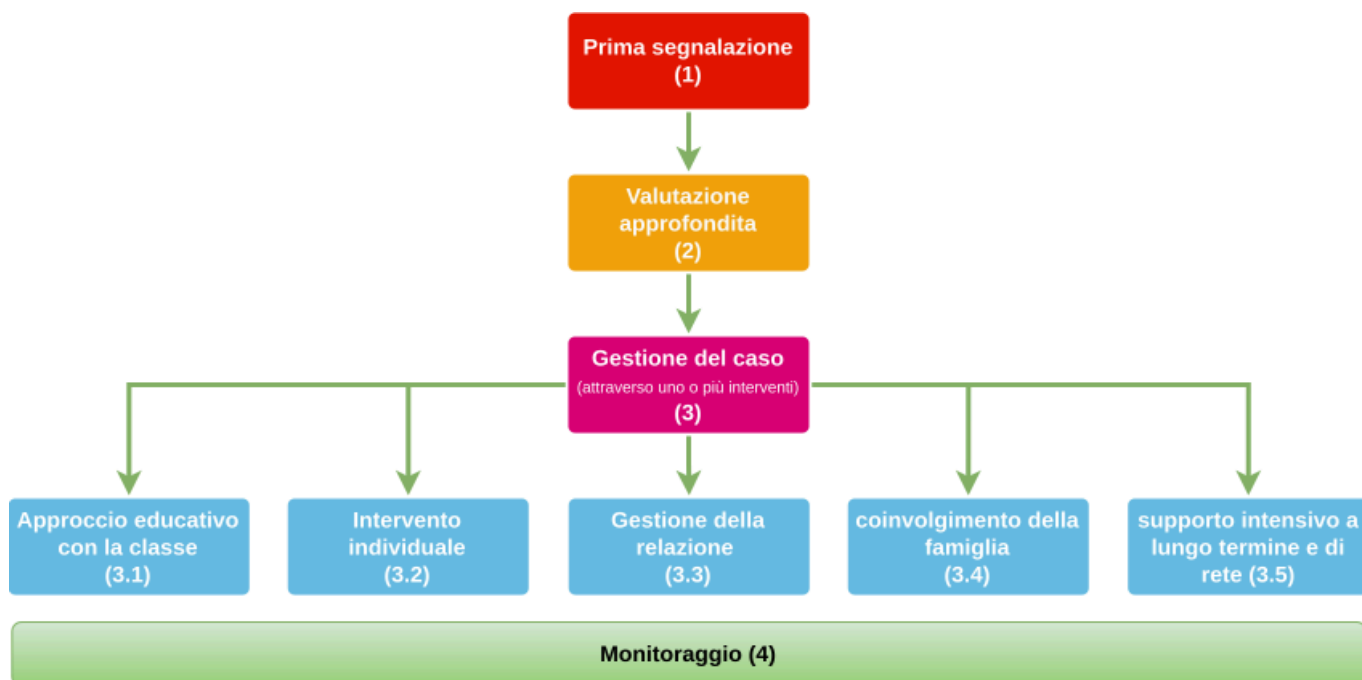 Prima segnalazione
(1)
Valutazione
approfondita
(2)
Gestione del caso
(attraverso uno o più interventi)
(3)
Approccio educativo
con la classe
(3.1)
Intervento
individuale
(3.2)
Gestione della
relazione
(3.3)
coinvolgimento della
famiglia
(3.4)
supporto intensivo a
lungo termine e di
rete (3.5)
Monitoraggio (4)